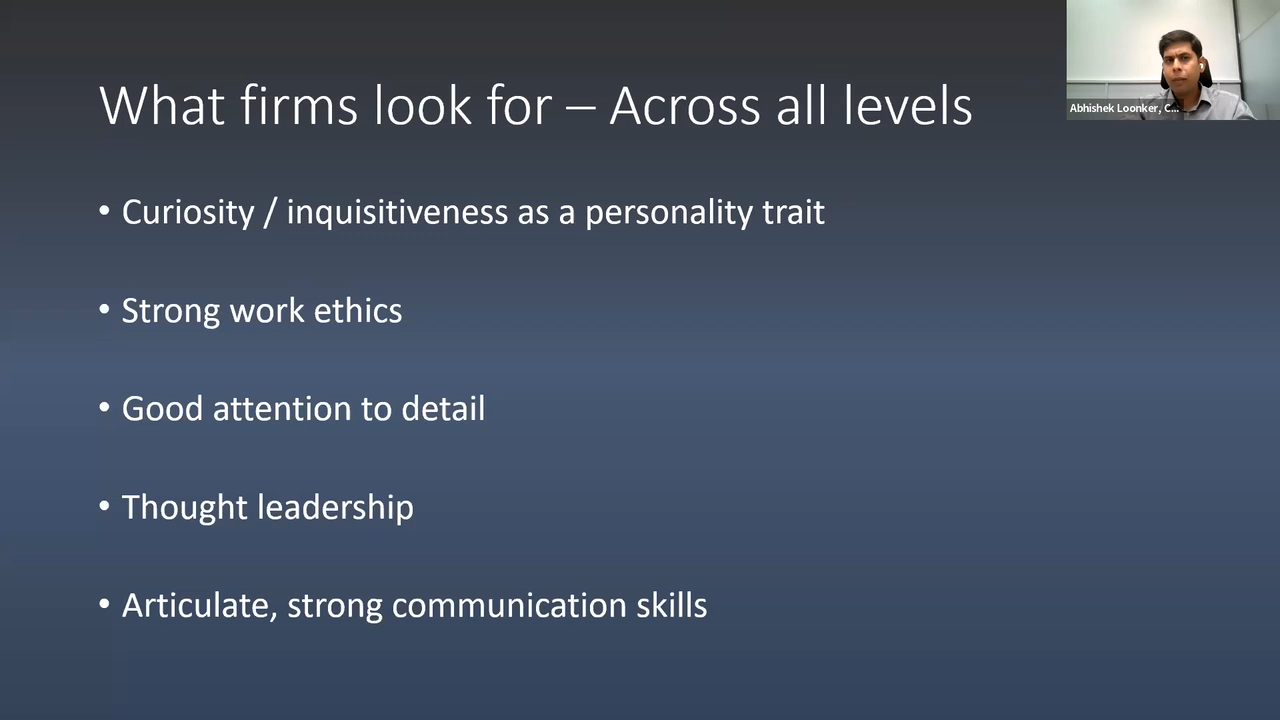 What firms look for – Across all levels
Abhishek Loonker, C...
• Curiosity / inquisitiveness as a personality trait
• Strong work ethics
• Good attention to detail
• Thought leadership
• Articulate, strong communication skills